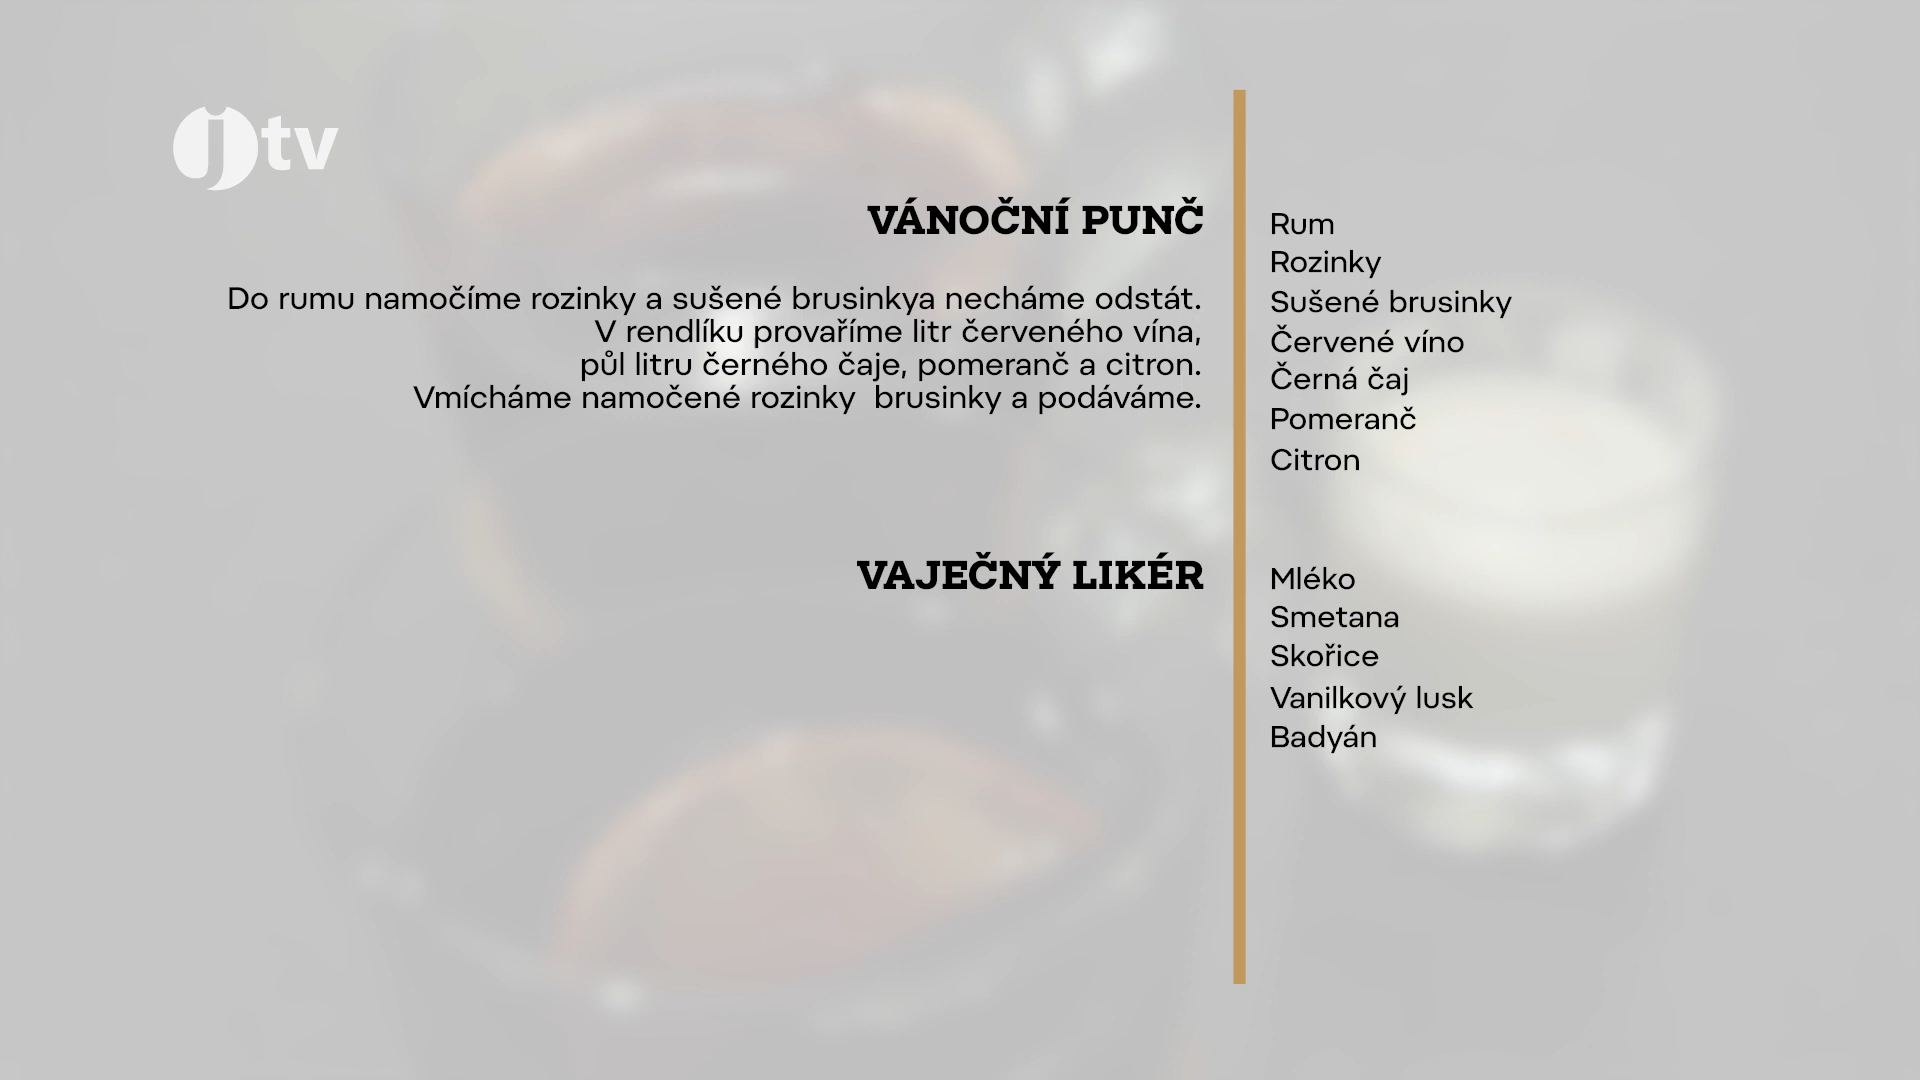 jtv
VÁNOČNÍ PUNČ
Do rumu namočíme rozinky a sušené brusinkya necháme odstát.
V rendlíku provaříme litr červeného vína,
půl litru černého čaje, pomeranč a citron.
Vmícháme namočené rozinky  brusinky a podáváme.
Rum
Rozinky
Sušené brusinky
Červené víno
Černá čaj
Pomeranč
Citron
VAJEČNÝ LIKÉR
Mléko
Smetana
Skořice
Vanilkový lusk
Badyán